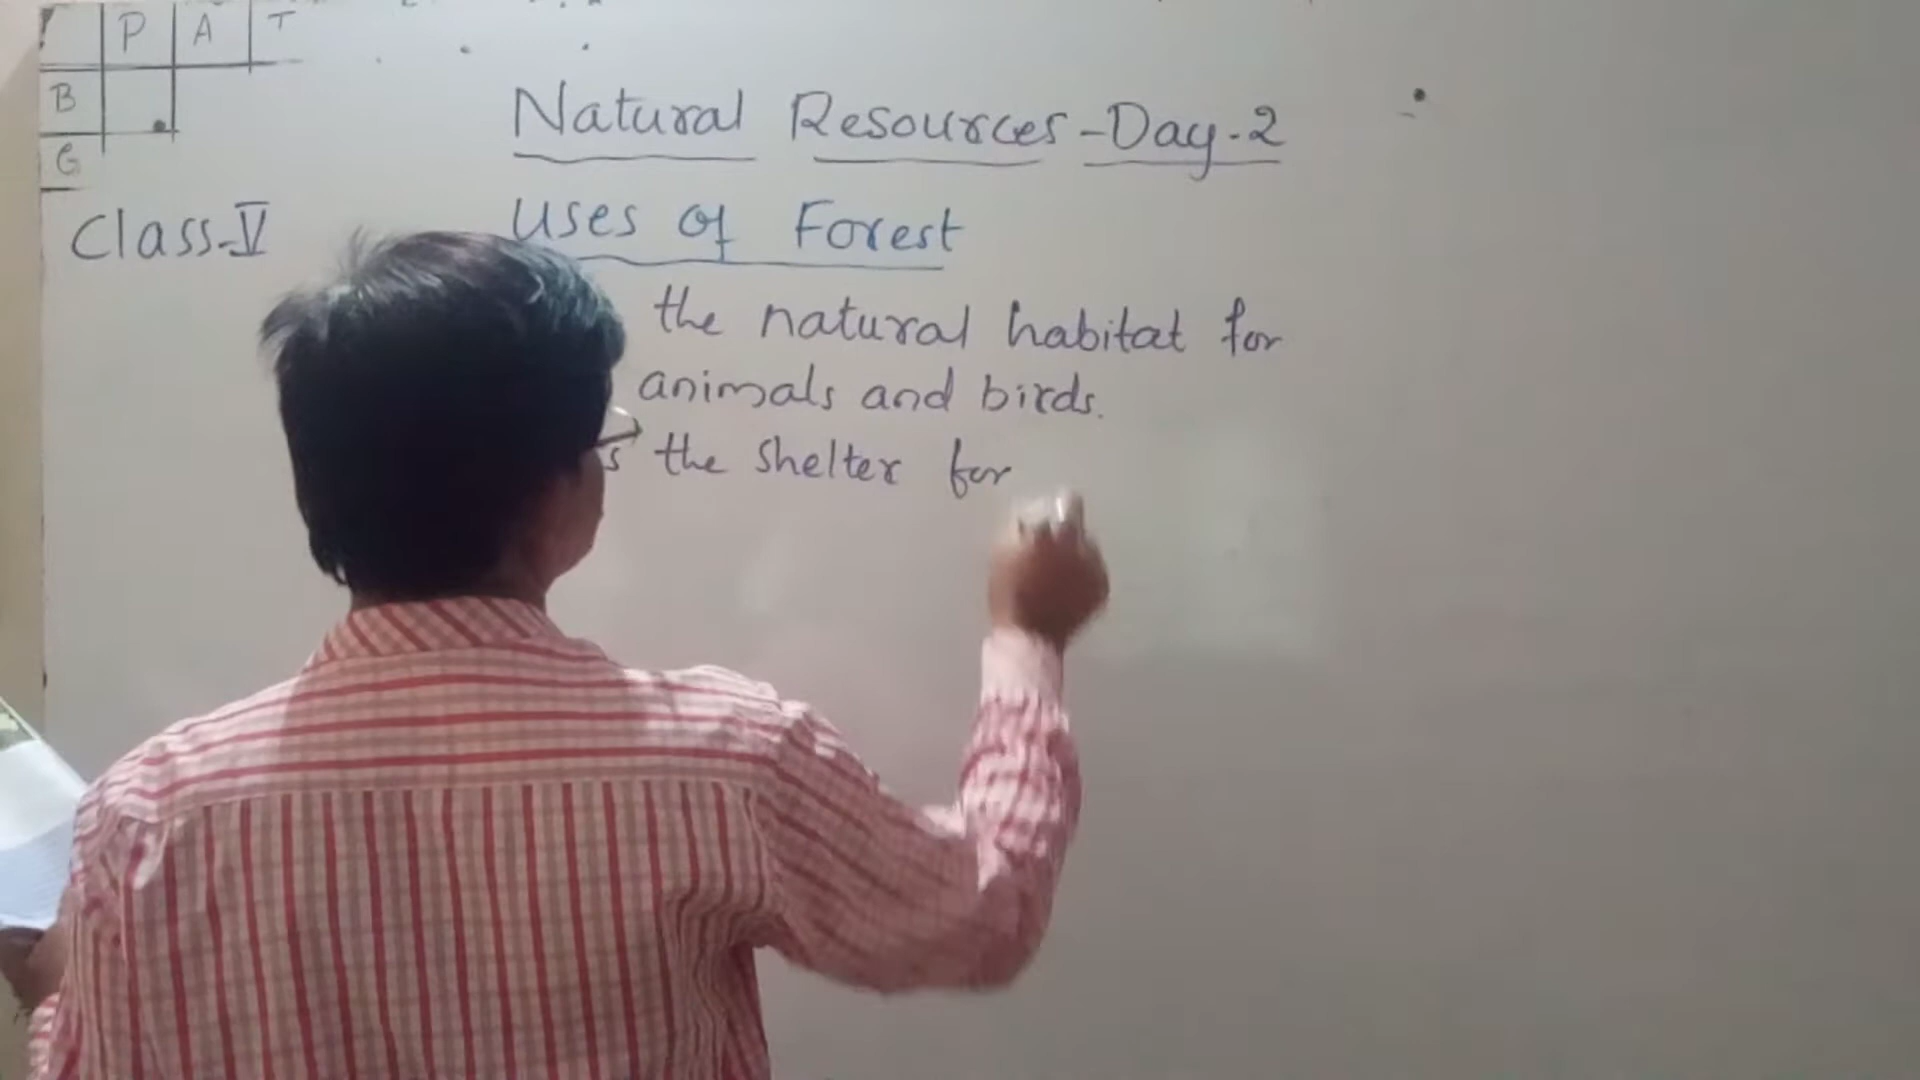 P A T
B
G
Natural Resources-Day-2
Class-V
Uses of Forest
the natural habitat for
animals and birds.
the shelter for